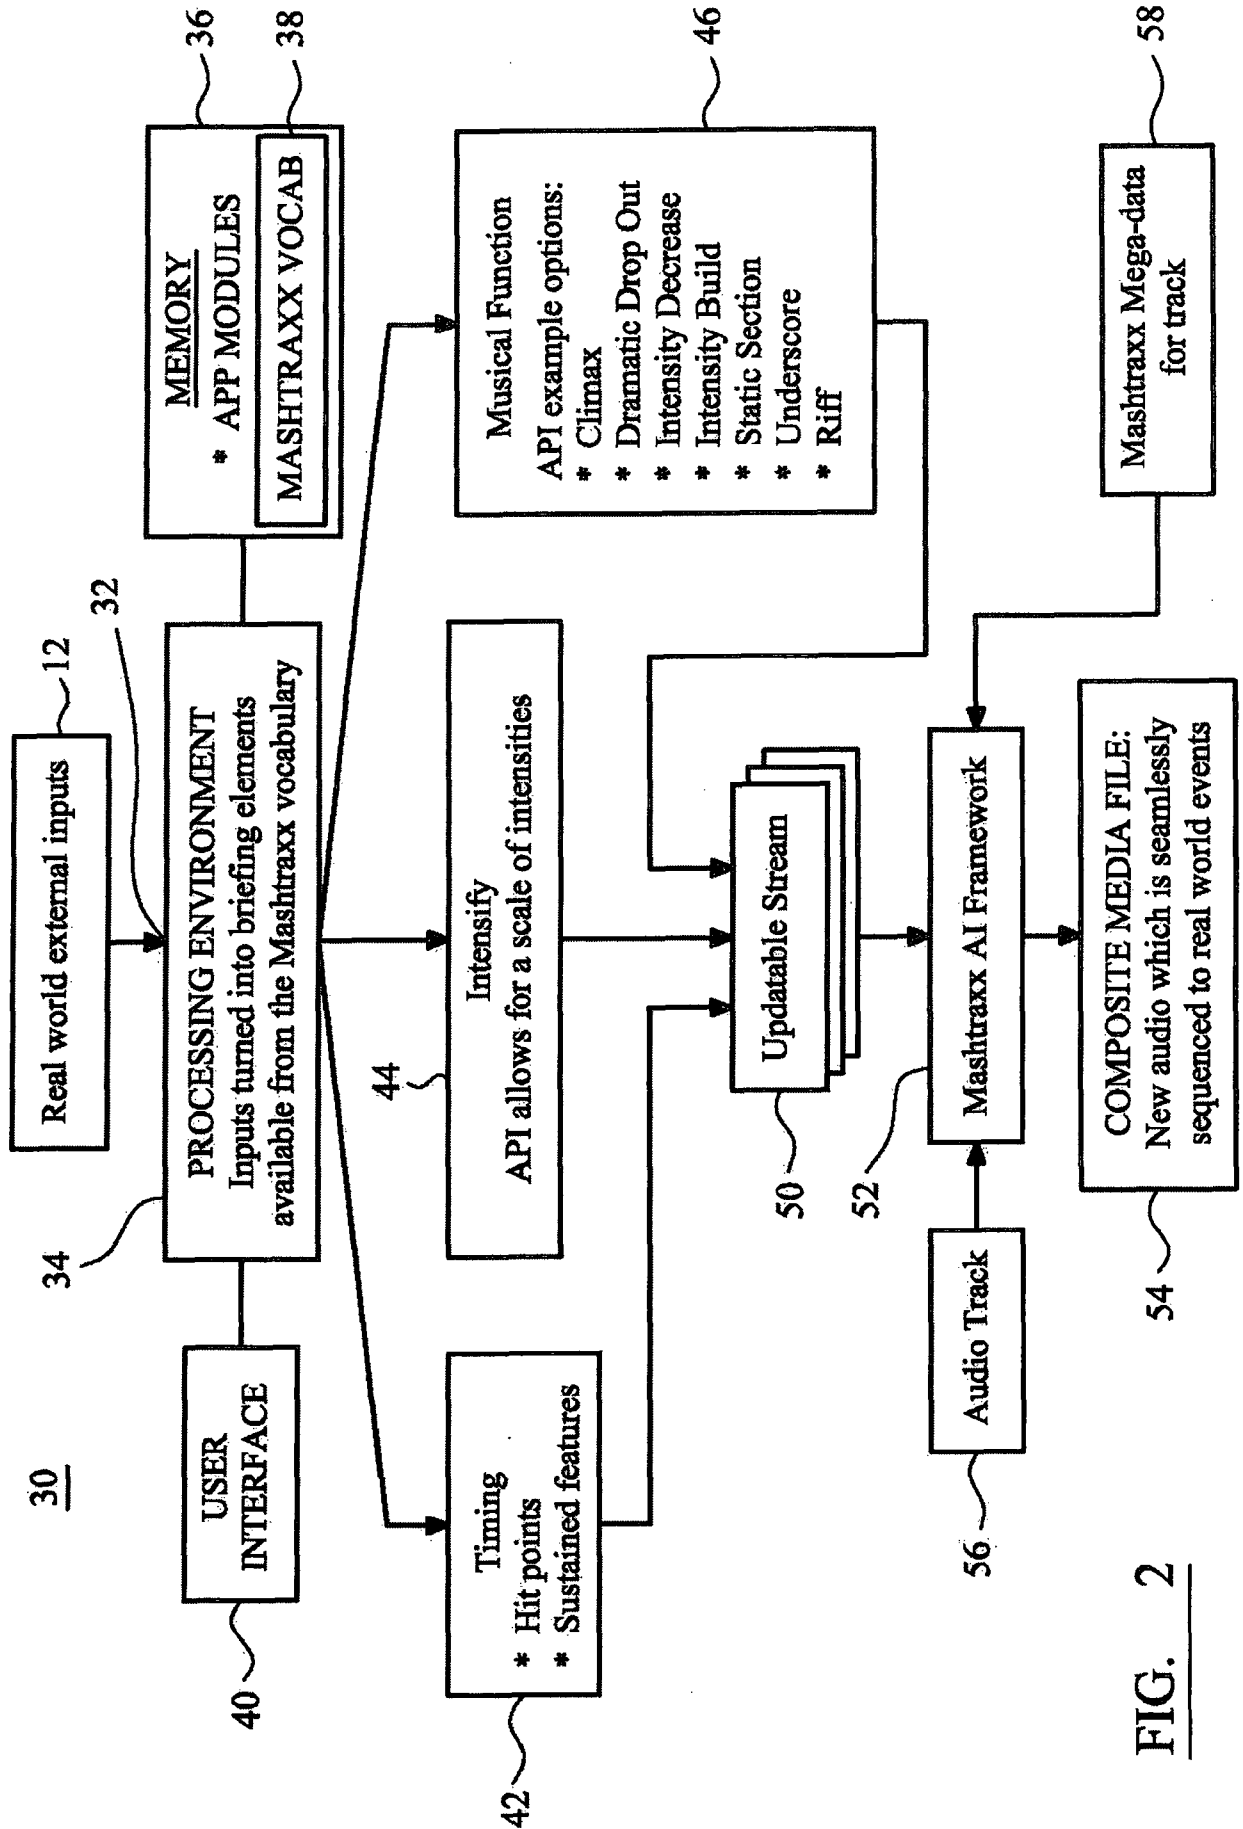 30
Real world external inputs
12
32
36
38
34
PROCESSING ENVIRONMENT
Inputs turned into briefing elements
available from the Mashtraxx vocabulary
MEMORY
* APP MODULES
MASHTRAXX VOCAB
USER
INTERFACE
40
42
Timing
* Hit points
* Sustained features
44
Intensify
API allows for a scale of intensities
46
Musical Function
API example options:
* Climax
* Dramatic Drop Out
* Intensity Decrease
* Intensity Build
* Static Section
* Underscore
* Riff
50
Updatable Stream
52
Mashtraxx AI Framework
56
Audio Track
58
Mashtraxx Mega-data
for track
54
COMPOSITE MEDIA FILE:
New audio which is seamlessly
sequenced to real world events
FIG. 2